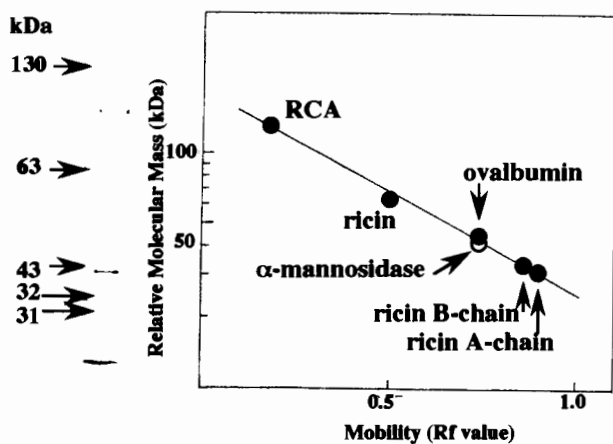 kDa
130
63
43
32
31
Relative Molecular Mass (kDa)
100
50
RCA
ricin
ovalbumin
α-mannosidase
ricin B-chain
ricin A-chain
0.5
1.0
Mobility (Rf value)